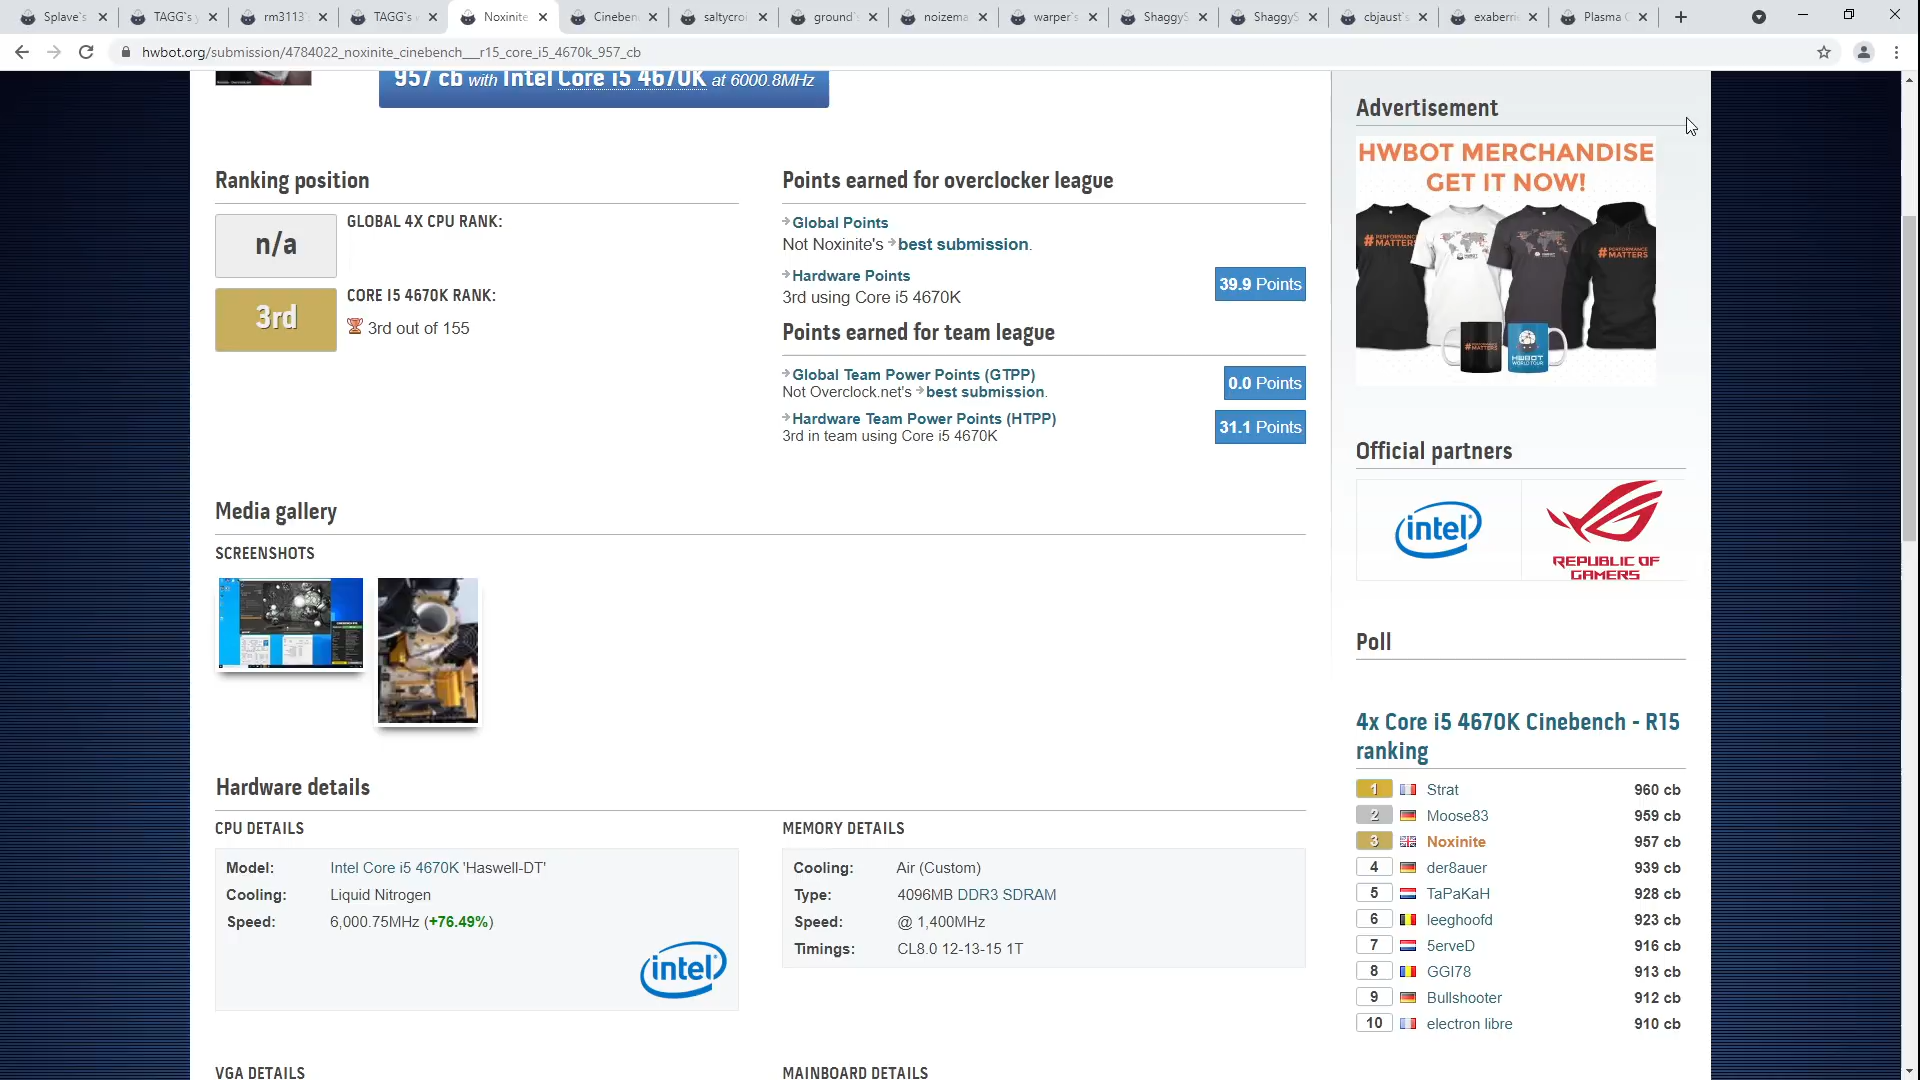 Splave`s
TAGG`s
rm3113`
TAGG`s
Noxinite
Cineben
saltycro
ground`
noizema
warper`s
Shaggy
Shaggy
cbjaust`s
exaberri
Plasma
hwbot.org/submission/4784022_noxinite_cinebench___r15_core_i5_4670k_957_cb
957 cb with Intel Core i5 4670K at 6000.8MHz
Ranking position
n/a
GLOBAL 4X CPU RANK:
3rd
CORE I5 4670K RANK:
3rd out of 155
Points earned for overclocker league
Global Points
Not Noxinite's best submission.
Hardware Points
3rd using Core i5 4670K
39.9 Points
Points earned for team league
Global Team Power Points (GTPP)
Not Overclock.net's best submission.
0.0 Points
Hardware Team Power Points (HTPP)
3rd in team using Core i5 4670K
31.1 Points
Media gallery
SCREENSHOTS
Hardware details
CPU DETAILS
Model: Intel Core i5 4670K 'Haswell-DT'
Cooling: Liquid Nitrogen
Speed: 6,000.75MHz (+76.49%)
intel
MEMORY DETAILS
Cooling: Air (Custom)
Type: 4096MB DDR3 SDRAM
Speed: @ 1,400MHz
Timings: CL8.0 12-13-15 1T
VGA DETAILS
MAINBOARD DETAILS
Advertisement
HWBOT MERCHANDISE
GET IT NOW!
#PERFORMANCE
MATTERS
#PERFORMANCE
MATTERS
#PERFORMANCE
MATTERS
HWBOT
WORLD TOUR
Official partners
intel
REPUBLIC OF
GAMERS
Poll
4x Core i5 4670K Cinebench - R15
ranking
1 Strat 960 cb
2 Moose83 959 cb
3 Noxinite 957 cb
4 der8auer 939 cb
5 TaPaKaH 928 cb
6 leeghoofd 923 cb
7 5erveD 916 cb
8 GGI78 913 cb
9 Bullshooter 912 cb
10 electron libre 910 cb